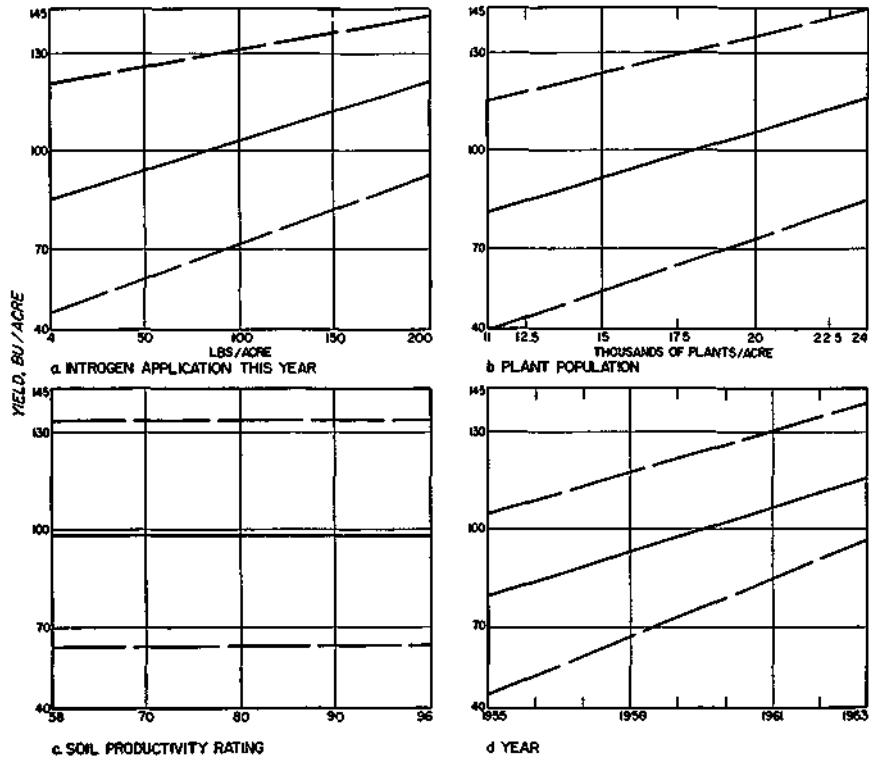 YIELD, BU/ACRE
145
130
100
70
40
4 50 100 150 200
LBS/ACRE
a. INTROGEN APPLICATION THIS YEAR
145
130
100
70
40
11 12.5 15 17.5 20 22.5 24
THOUSANDS OF PLANTS/ACRE
b PLANT POPULATION
145
130
100
70
40
58 70 80 90 96
c. SOIL PRODUCTIVITY RATING
145
130
100
70
40
1955 1959 1961 1963
d YEAR